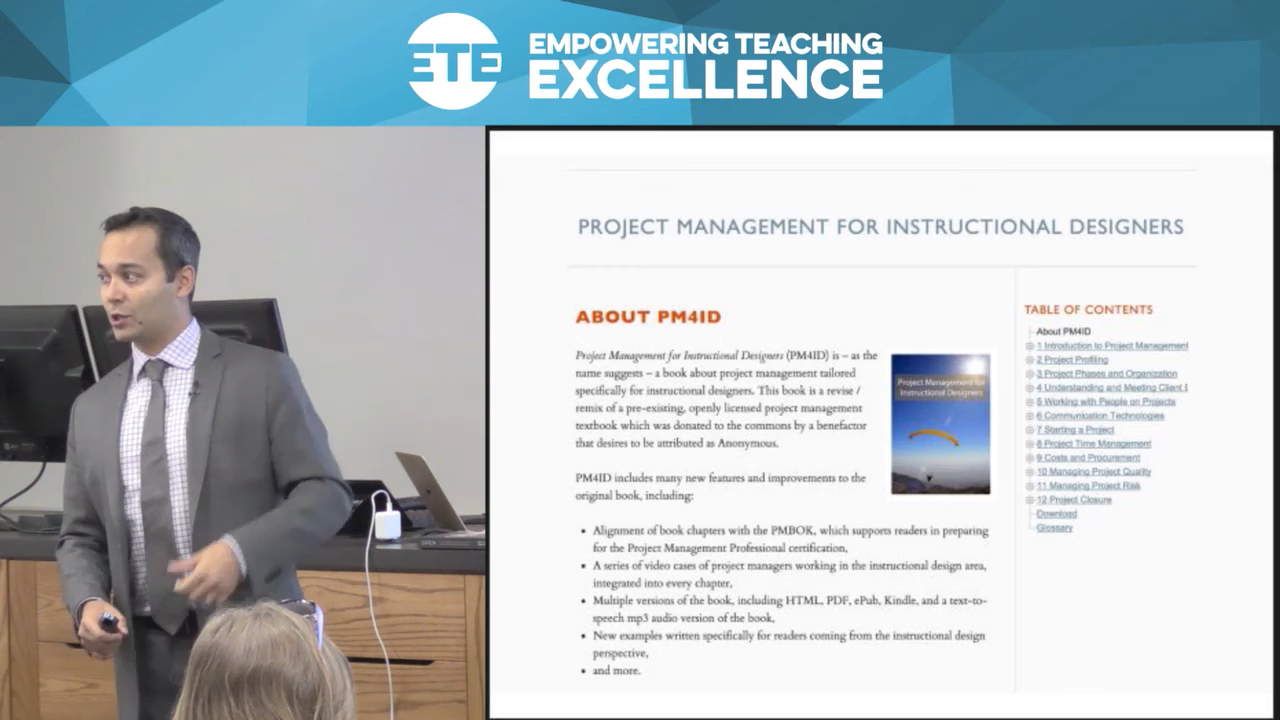 ETE
EMPOWERING TEACHING
EXCELLENCE
PROJECT MANAGEMENT FOR INSTRUCTIONAL DESIGNERS
ABOUT PM4ID
Project Management for Instructional Designers (PM4ID) is – as the
name suggests – a book about project management tailored
specifically for instructional designers. This book is a revise /
remix of a pre-existing, openly licensed project management
textbook which was donated to the commons by a benefactor
that desires to be attributed as Anonymous.
PM4ID includes many new features and improvements to the
original book, including:
• Alignment of book chapters with the PMBOK, which supports readers in preparing
for the Project Management Professional certification,
• A series of video cases of project managers working in the instructional design area,
integrated into every chapter,
• Multiple versions of the book, including HTML, PDF, ePub, Kindle, and a text-to-
speech mp3 audio version of the book,
• New examples written specifically for readers coming from the instructional design
perspective,
• and more.
Project Management for
Instructional Designers
TABLE OF CONTENTS
About PM4ID
1 Introduction to Project Management
2 Project Profiling
3 Project Phases and Organization
4 Understanding and Meeting Client
5 Working with People on Projects
6 Communication Technologies
7 Starting a Project
8 Project Time Management
9 Costs and Procurement
10 Managing Project Quality
11 Managing Project Risk
12 Project Closure
Download
Glossary